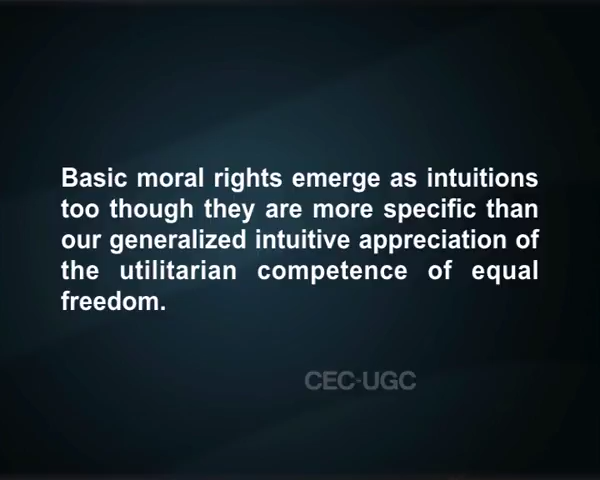 Basic moral rights emerge as intuitions
too though they are more specific than
our generalized intuitive appreciation of
the utilitarian competence of equal
freedom.
CEC-UGC